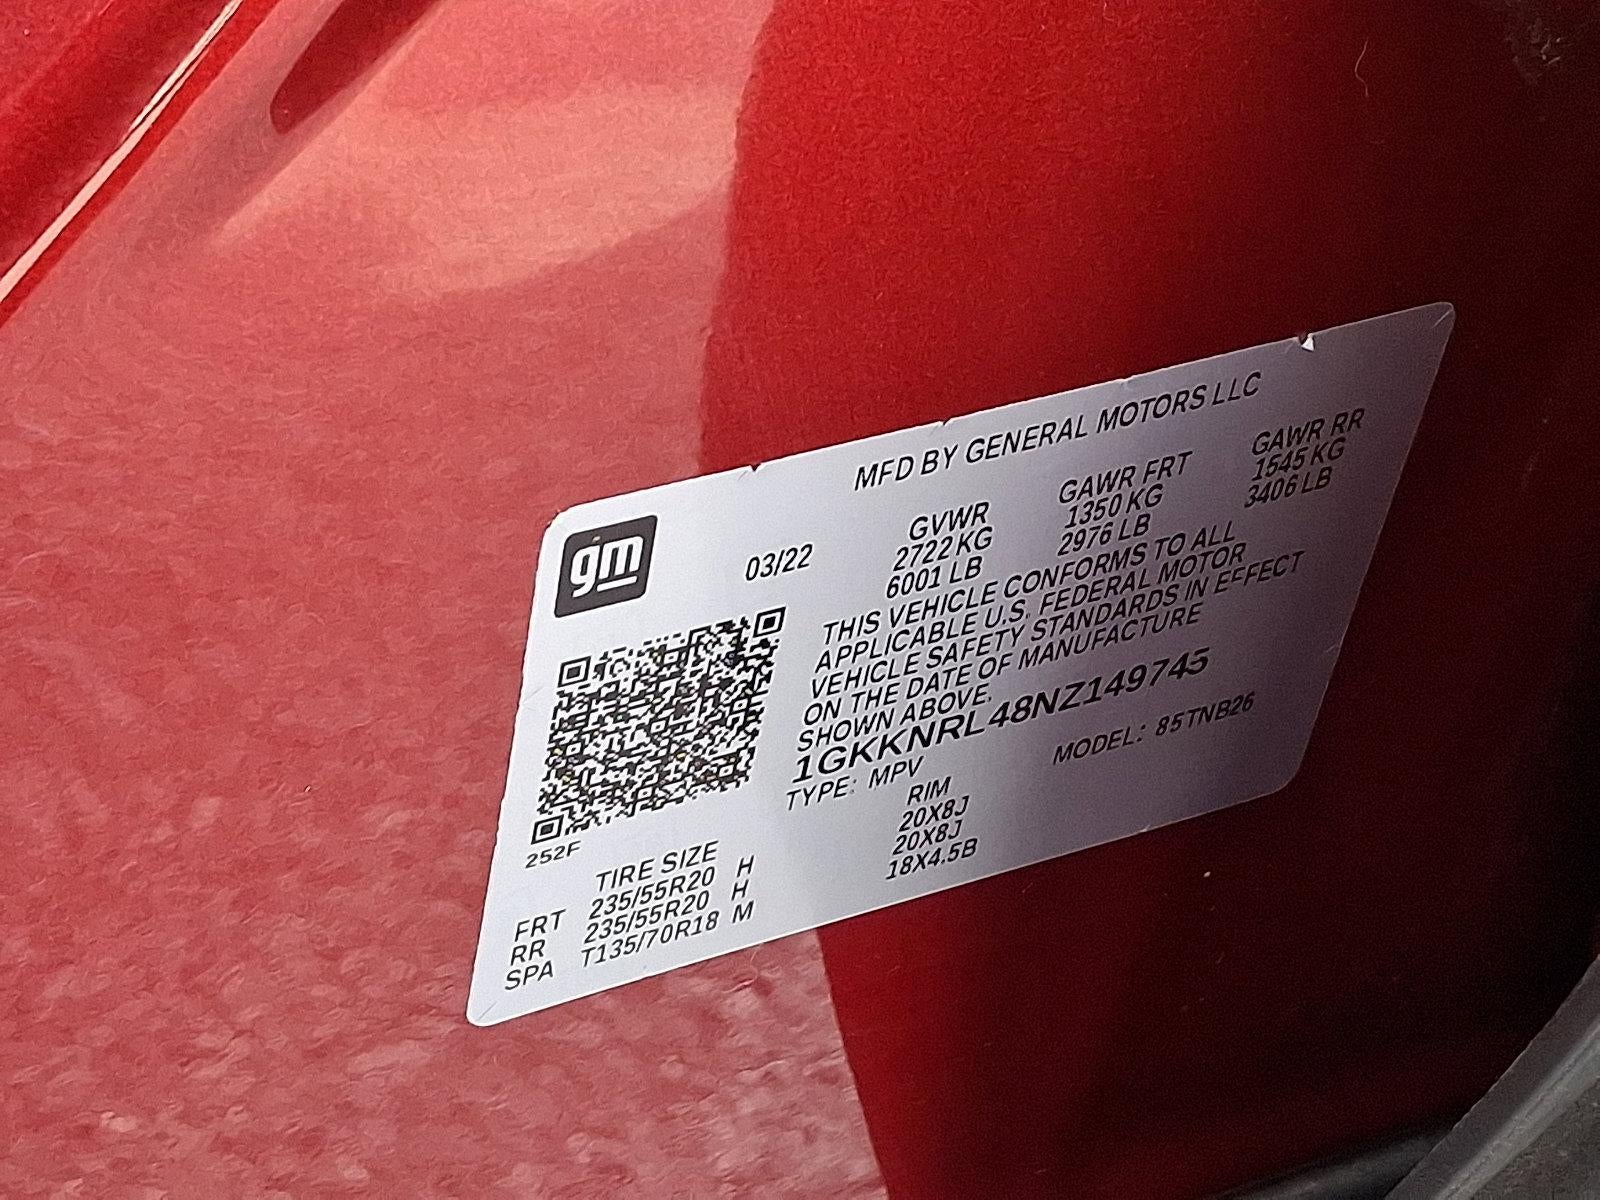 MFD BY GENERAL MOTORS LLC
gm
03/22
GVWR GAWR FRT GAWR RR
2722 KG 1350 KG 1545 KG
6001 LB 2976 LB 3406 LB
THIS VEHICLE CONFORMS TO ALL
APPLICABLE U.S. FEDERAL MOTOR
VEHICLE SAFETY STANDARDS IN EFFECT
ON THE DATE OF MANUFACTURE
SHOWN ABOVE.
1GKKNRL48NZ149745
TYPE: MPV MODEL: 85TNB26
252F
TIRE SIZE RIM
FRT 235/55R20 H 20X8J
RR 235/55R20 H 20X8J
SPA T135/70R18 M 18X4.5B